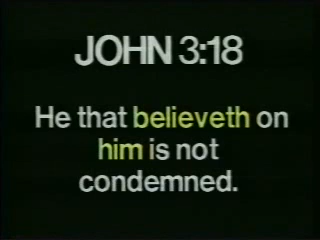 JOHN 3:18
He that believeth on
him is not
condemned.